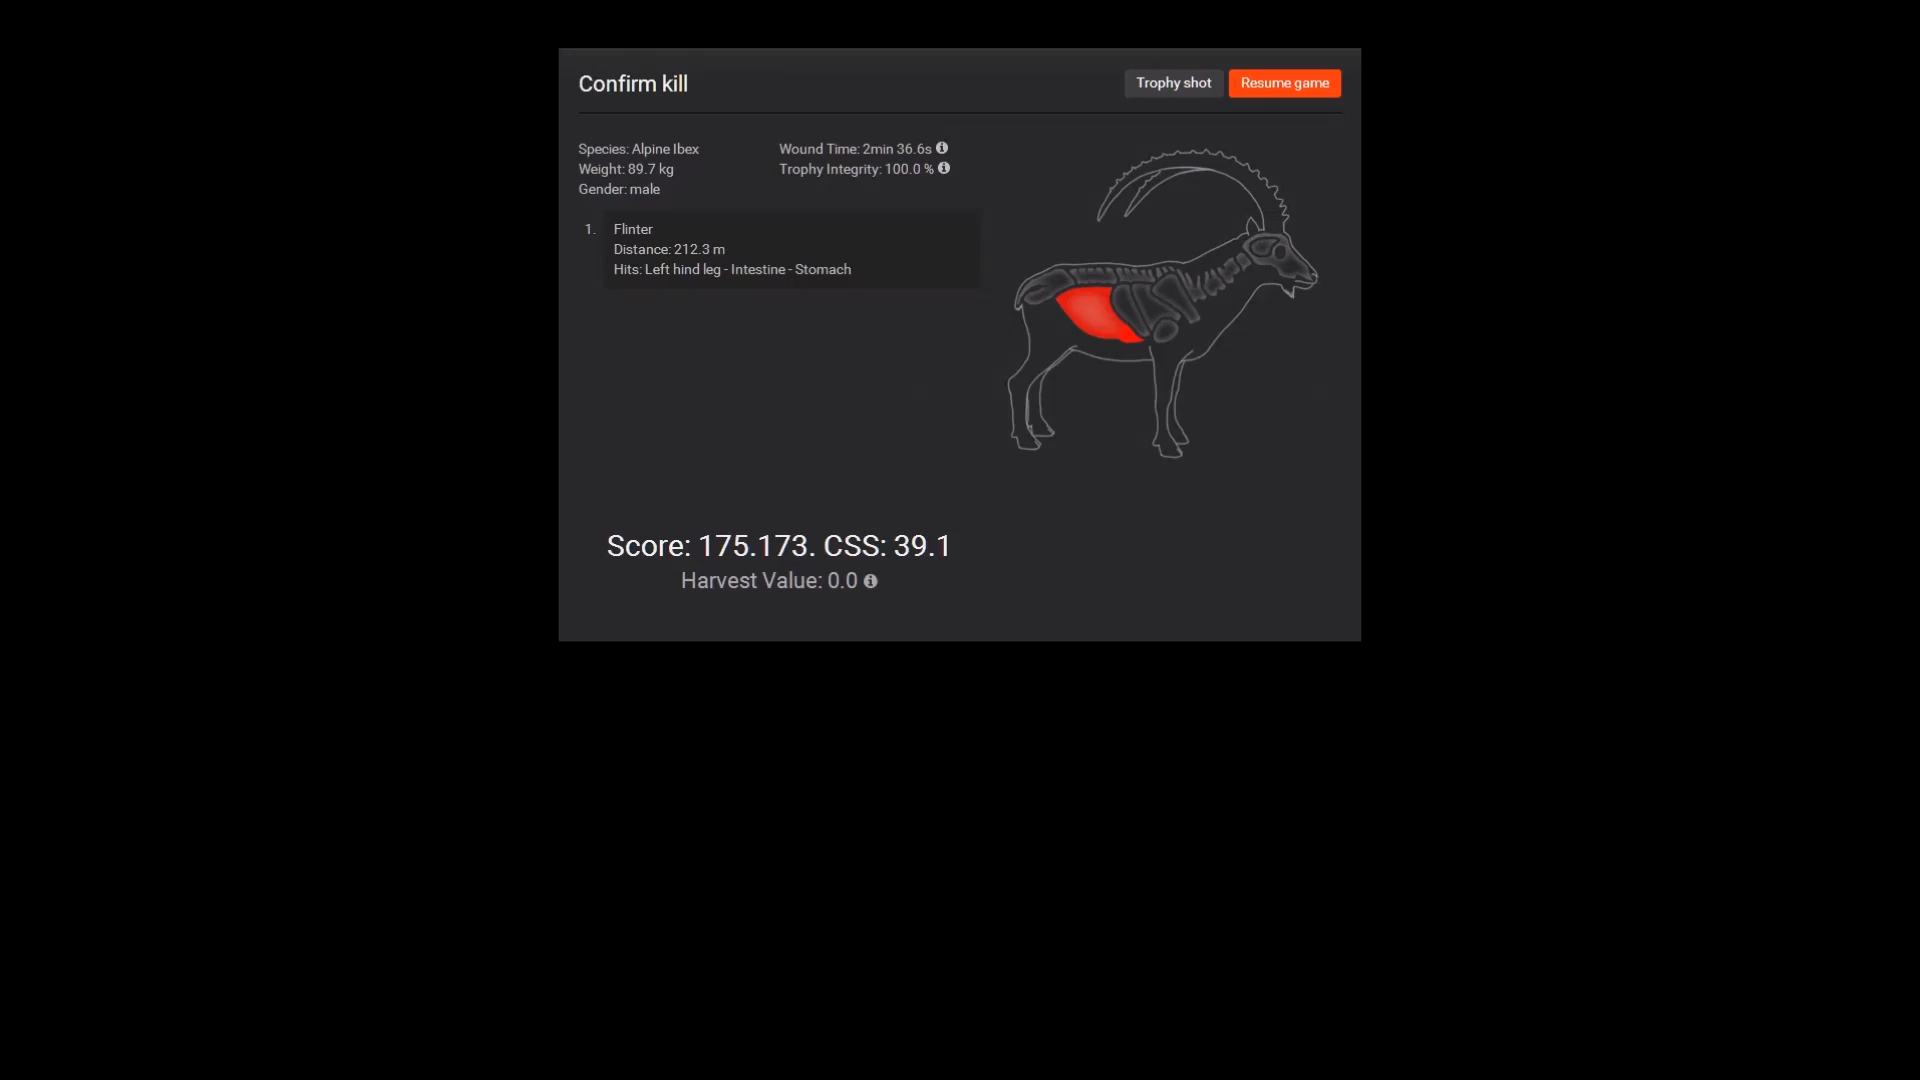 Confirm kill
Trophy shot
Resume game
Species: Alpine Ibex
Weight: 89.7 kg
Gender: male
Wound Time: 2min 36.6s
Trophy Integrity: 100.0 %
1. Flinter
Distance: 212.3 m
Hits: Left hind leg - Intestine - Stomach
Score: 175.173. CSS: 39.1
Harvest Value: 0.0